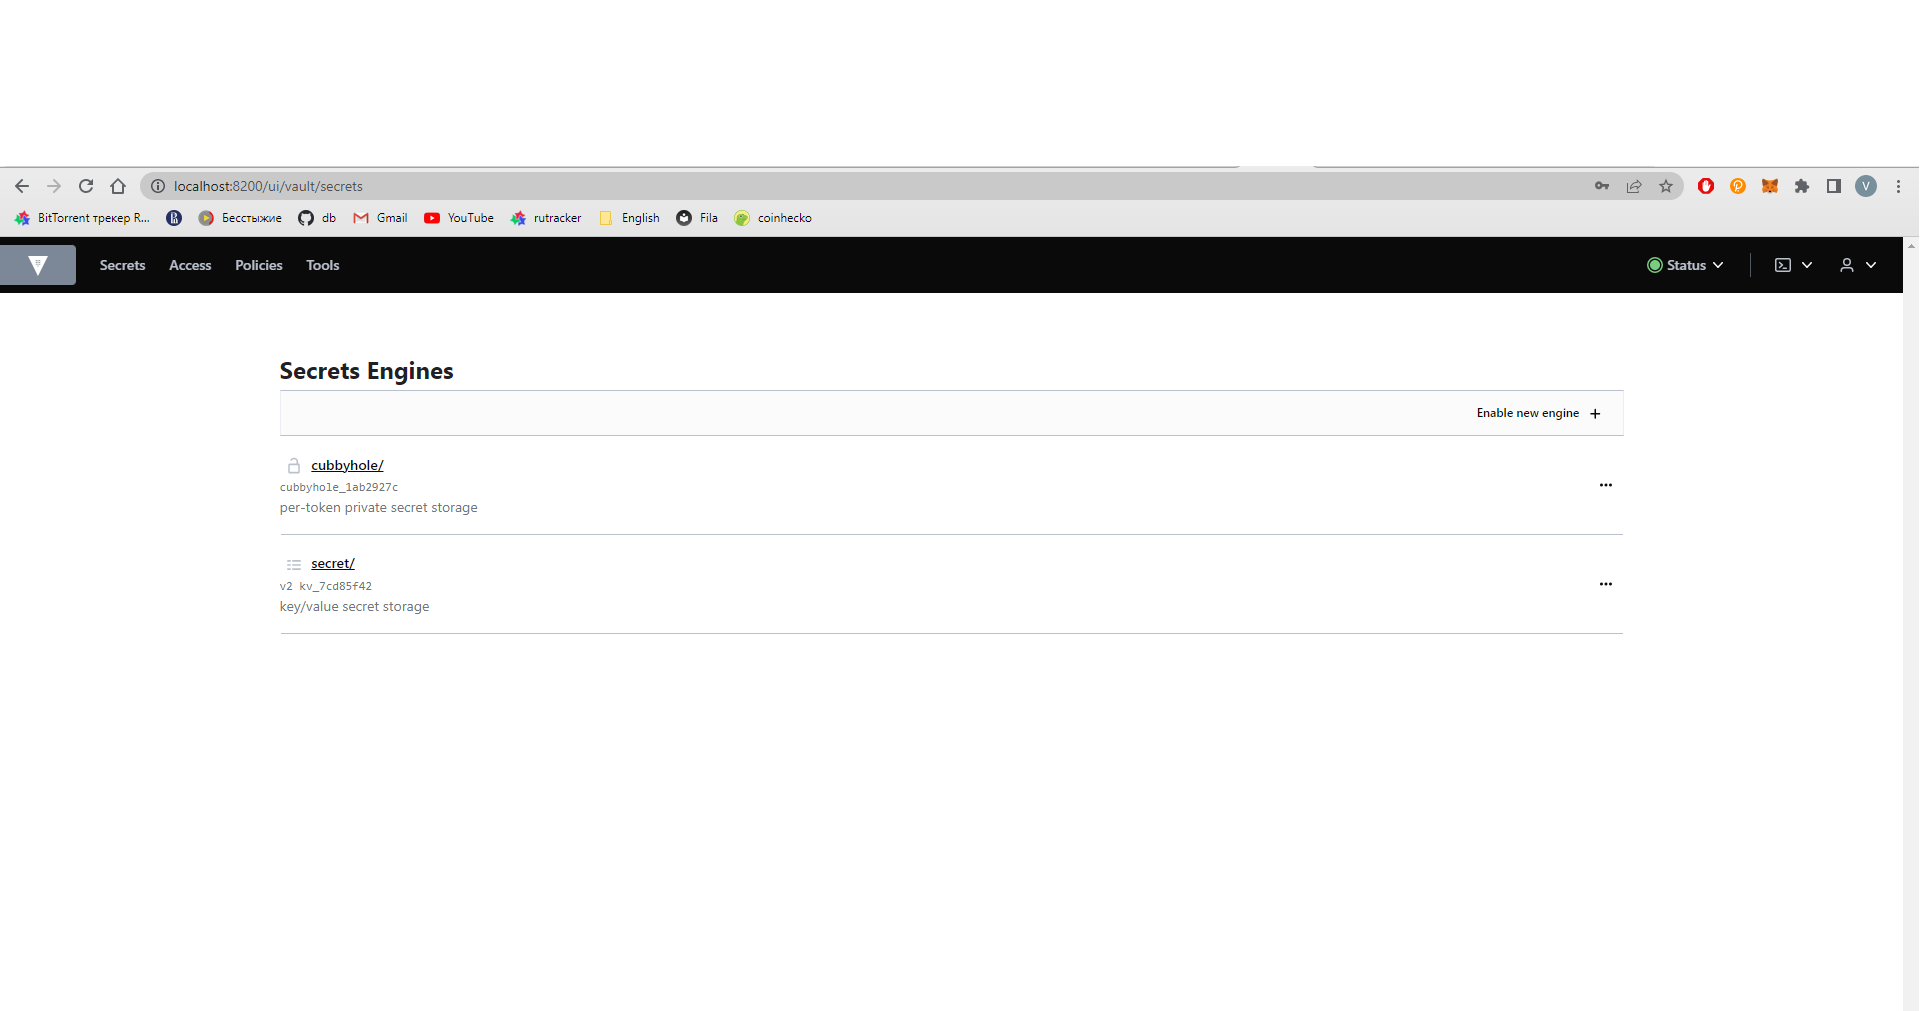 localhost:8200/ui/vault/secrets
V
BitTorrent трекер R... Бесстыжие db Gmail YouTube rutracker English Fila coinhecko
Secrets Access Policies Tools Status
Secrets Engines
Enable new engine +
cubbyhole/
cubbyhole_1ab2927c
per-token private secret storage
secret/
v2 kv_7cd85f42
key/value secret storage